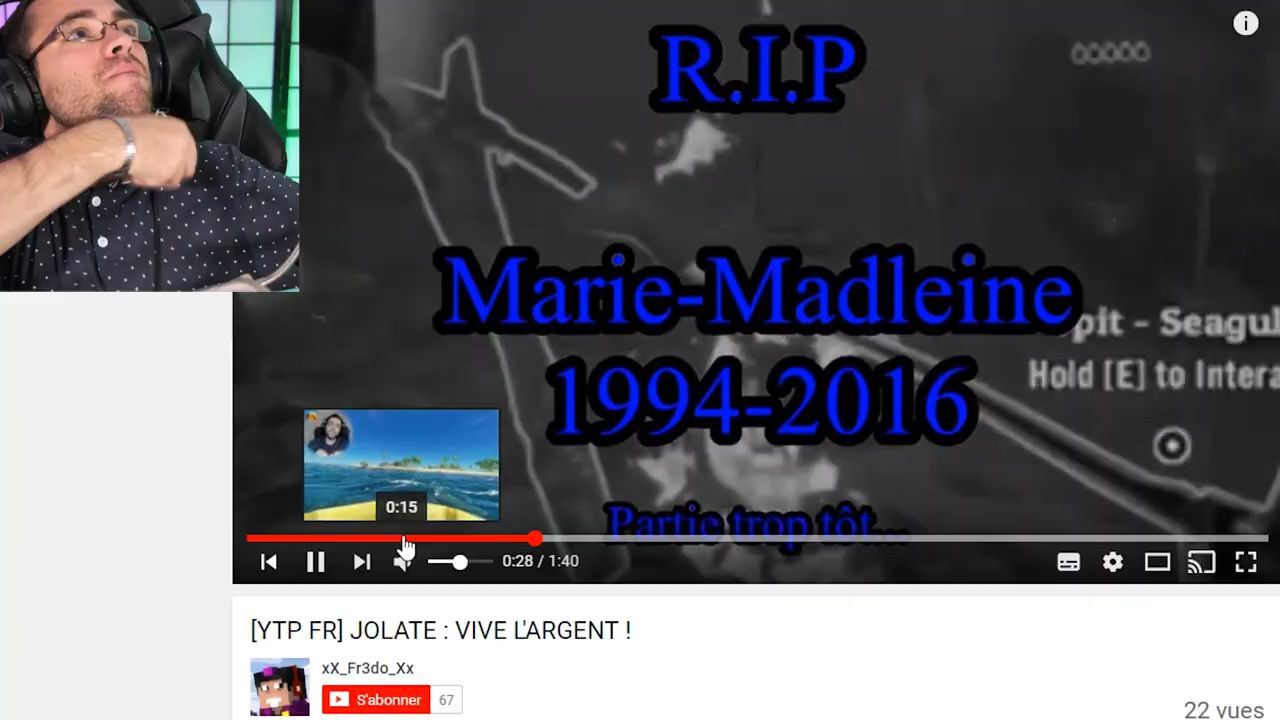 R.I.P
ooooo
Marie-Madleine
pit - Seagul
1994-2016
Hold [E] to Intera
0:15
Partie trop tôt...
0:28 / 1:40
[YTP FR] JOLATE : VIVE L'ARGENT !
xX_Fr3do_Xx
S'abonner 67
22 vues